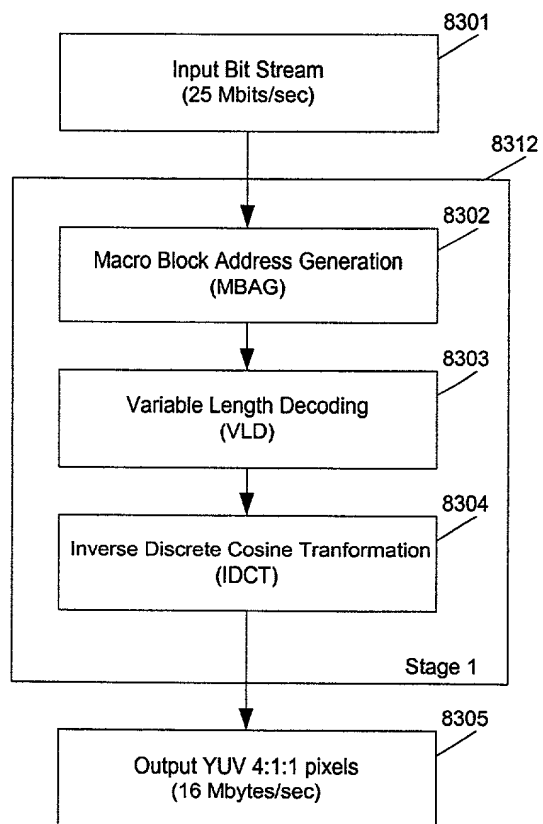 8301
Input Bit Stream
(25 Mbits/sec)
8312
8302
Macro Block Address Generation
(MBAG)
8303
Variable Length Decoding
(VLD)
8304
Inverse Discrete Cosine Tranformation
(IDCT)
Stage 1
8305
Output YUV 4:1:1 pixels
(16 Mbytes/sec)